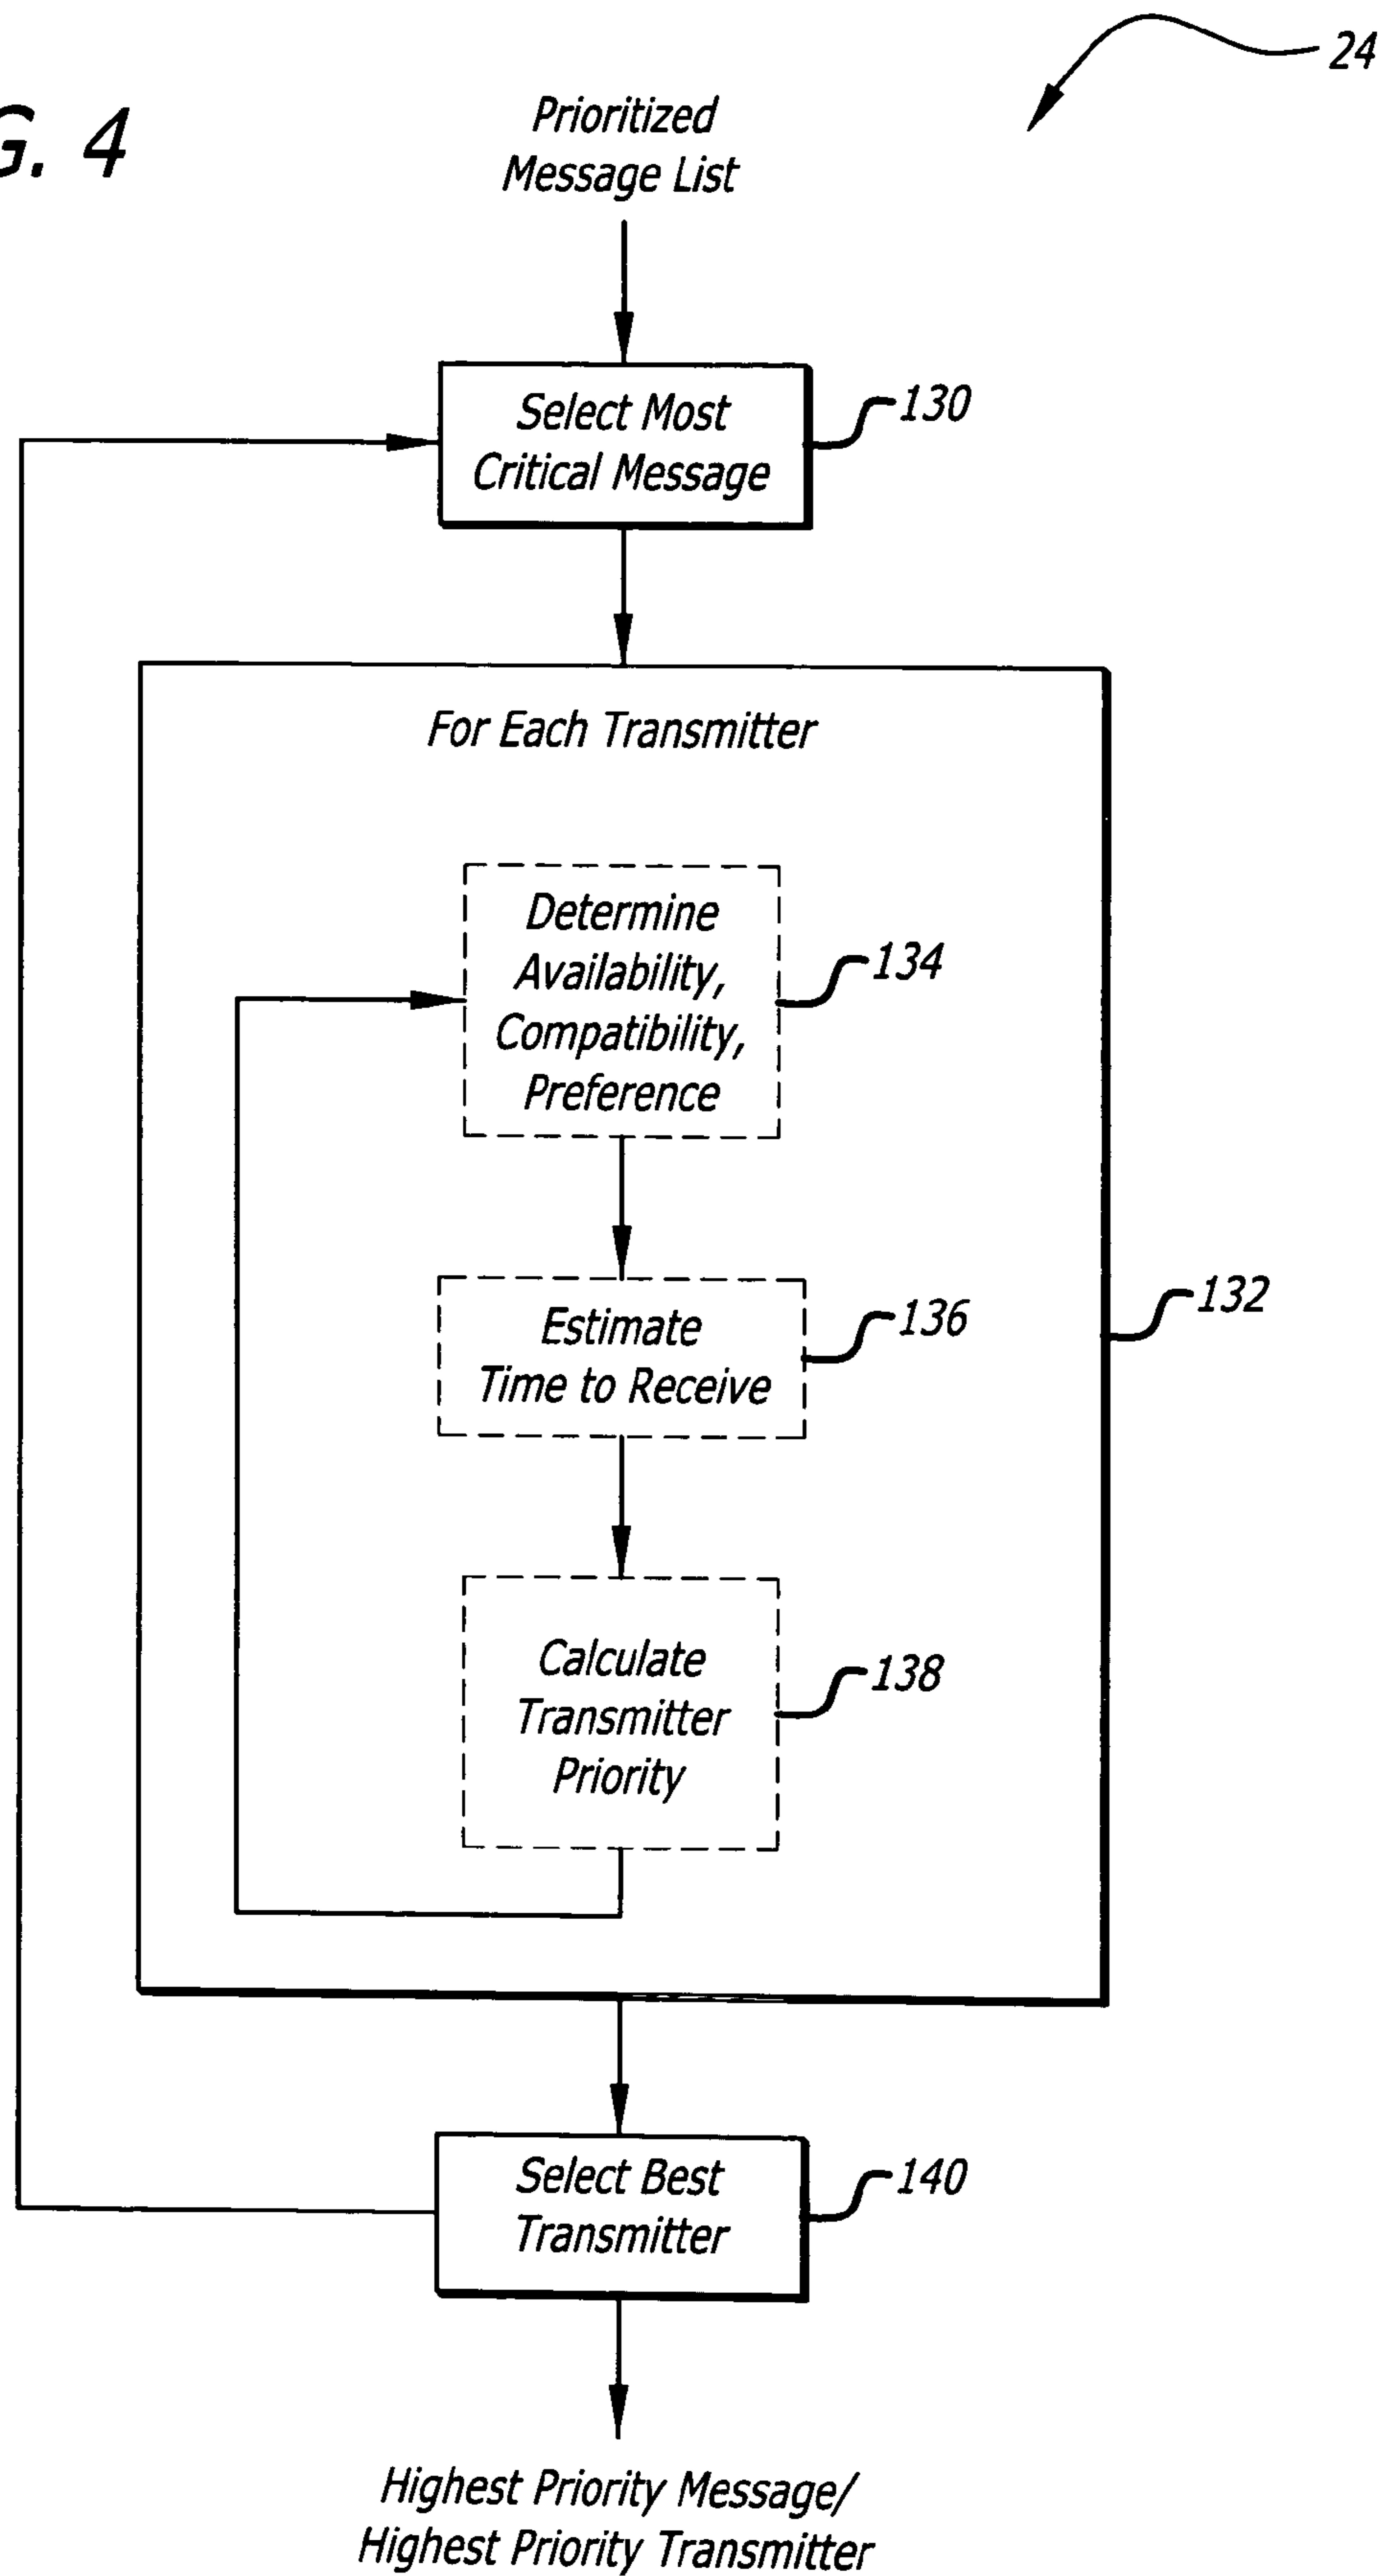 24
G. 4
Prioritized
Message List
Select Most
Critical Message
130
For Each Transmitter
Determine
Availability,
Compatibility,
Preference
134
Estimate
Time to Receive
136
132
Calculate
Transmitter
Priority
138
Select Best
Transmitter
140
Highest Priority Message/
Highest Priority Transmitter